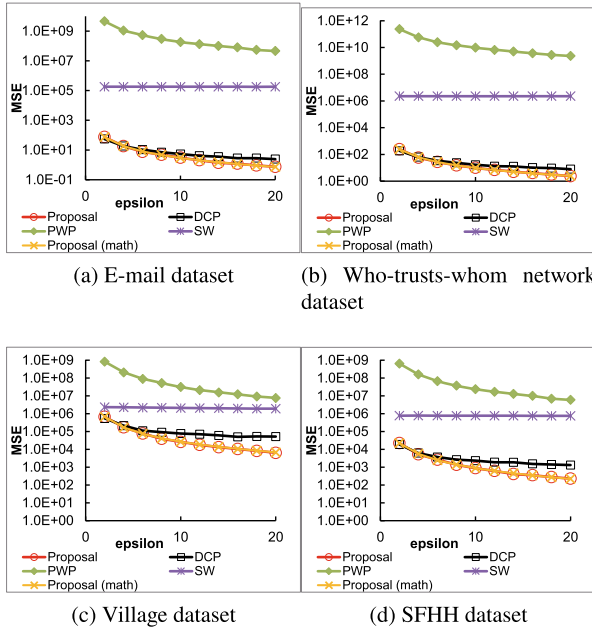 1.0E+09
1.0E+07
1.0E+05
1.0E+03
1.0E+01
1.0E-01
MSE
0 10 20
epsilon
Proposal DCP
PWP SW
Proposal (math)
(a) E-mail dataset
1.0E+12
1.0E+10
1.0E+08
1.0E+06
1.0E+04
1.0E+02
1.0E+00
MSE
0 10 20
epsilon
Proposal DCP
PWP SW
Proposal (math)
(b) Who-trusts-whom network
dataset
1.0E+09
1.0E+08
1.0E+07
1.0E+06
1.0E+05
1.0E+04
1.0E+03
1.0E+02
1.0E+01
1.0E+00
MSE
0 10 20
epsilon
Proposal DCP
PWP SW
Proposal (math)
(c) Village dataset
1.0E+09
1.0E+08
1.0E+07
1.0E+06
1.0E+05
1.0E+04
1.0E+03
1.0E+02
1.0E+01
1.0E+00
MSE
0 10 20
epsilon
Proposal DCP
PWP SW
Proposal (math)
(d) SFHH dataset